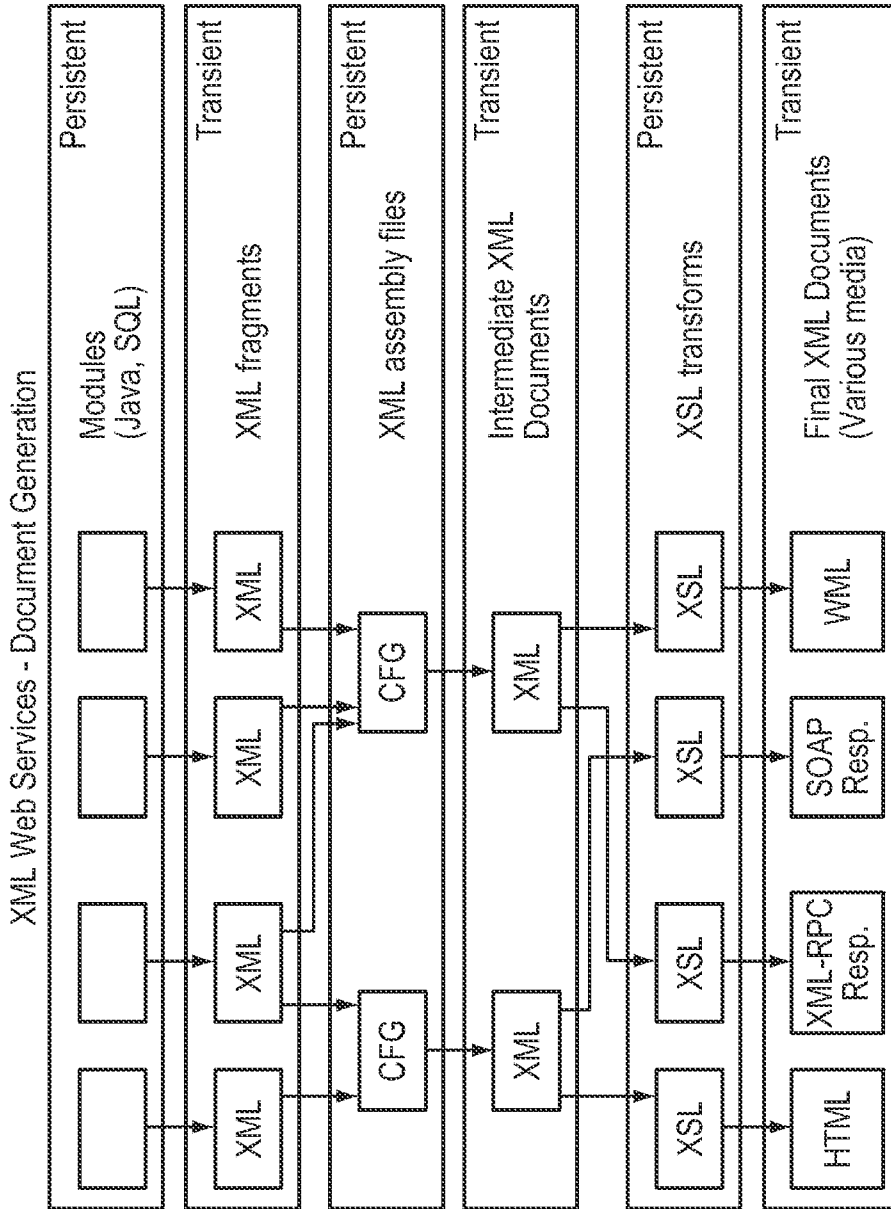 XML Web Services - Document Generation
Modules
(Java, SQL)
Persistent
XML
XML
XML
XML
XML fragments
Transient
CFG
CFG
XML assembly files
Persistent
XML
XML
Intermediate XML
Documents
Transient
XSL
XSL
XSL
XSL
XSL transforms
Persistent
HTML
XML-RPC
Resp.
SOAP
Resp.
WML
Final XML Documents
(Various media)
Transient